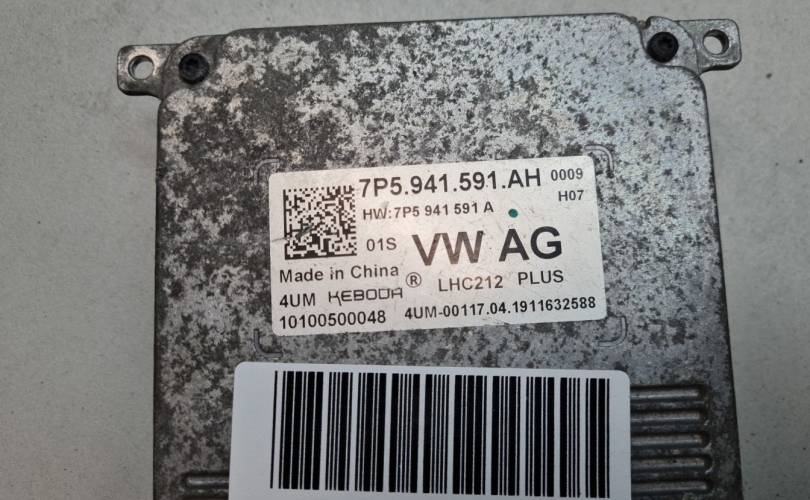 7P5.941.591.AH 0009
HW:7P5 941 591 A H07
01S VW AG
Made in China ® LHC212 PLUS
4UM KEBODA
10100500048 4UM-00117.04.1911632588